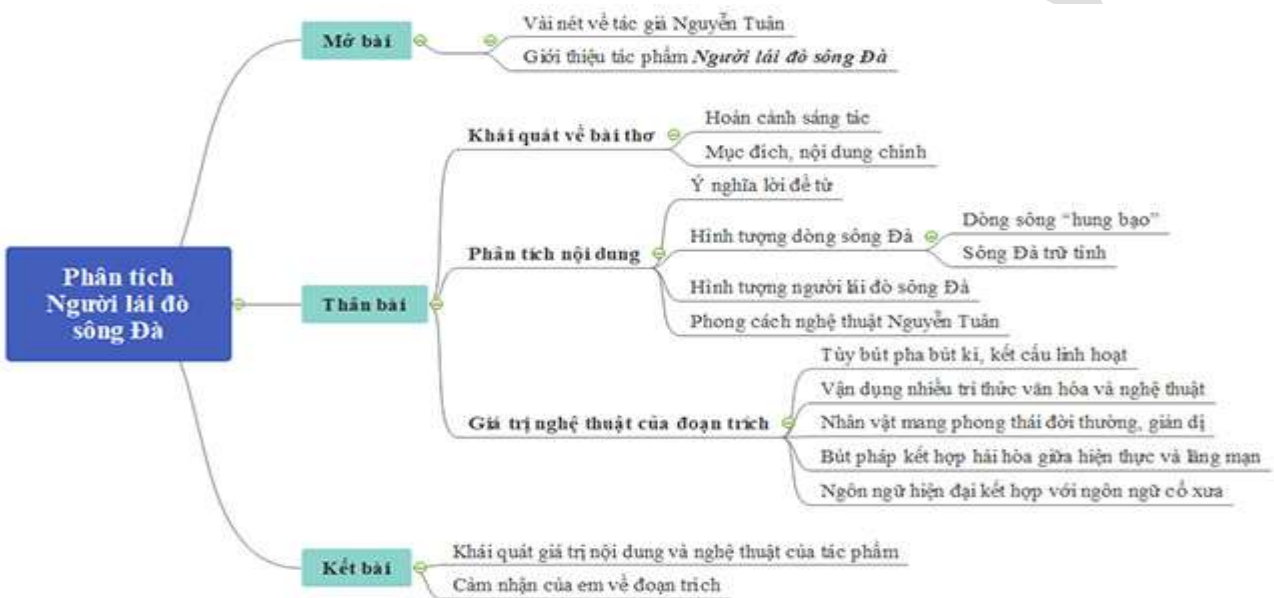 Phân tích
Người lái đò
sông Đà
Mở bài
Vài nét về tác giả Nguyễn Tuân
Giới thiệu tác phẩm Người lái đò sông Đà
Thân bài
Khái quát về bài thơ
Hoàn cảnh sáng tác
Mục đích, nội dung chính
Phân tích nội dung
Ý nghĩa lời đề từ
Hình tượng dòng sông Đà
Dòng sông “hung bạo”
Sông Đà trữ tình
Hình tượng người lái đò sông Đà
Phong cách nghệ thuật Nguyễn Tuân
Giá trị nghệ thuật của đoạn trích
Tùy bút pha bút kí, kết cấu linh hoạt
Vận dụng nhiều tri thức văn hóa và nghệ thuật
Nhân vật mang phong thái đời thường, giản dị
Bút pháp kết hợp hài hòa giữa hiện thực và lãng mạn
Ngôn ngữ hiện đại kết hợp với ngôn ngữ cổ xưa
Kết bài
Khái quát giá trị nội dung và nghệ thuật của tác phẩm
Cảm nhận của em về đoạn trích